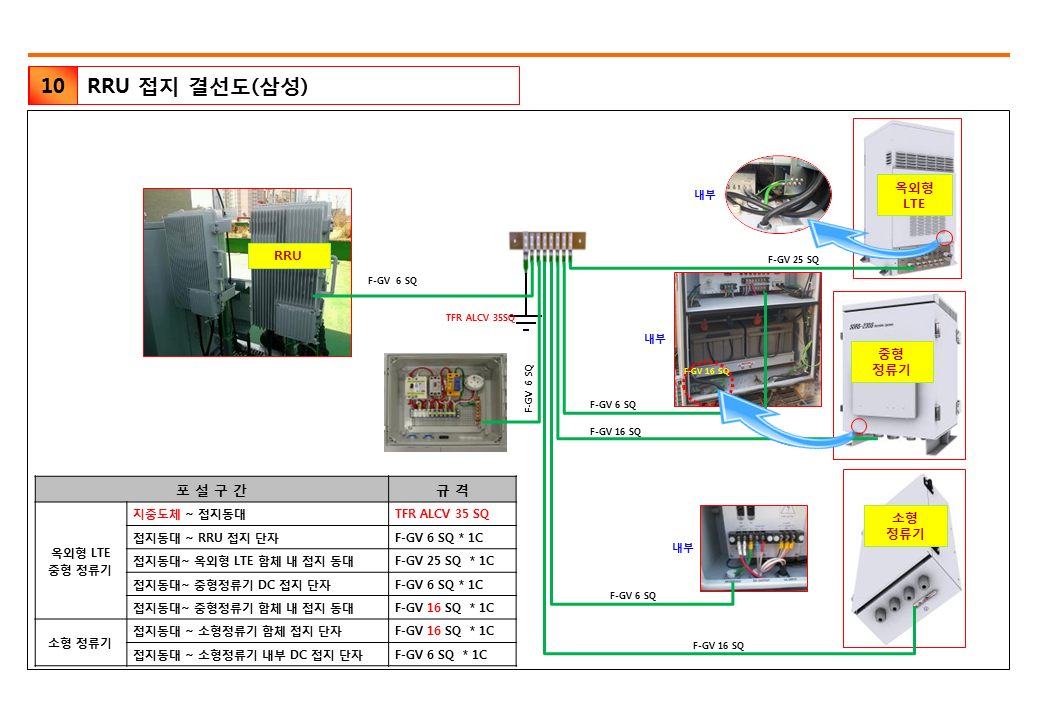 10 RRU 접지 결선도(삼성)
내부
옥외형
LTE
RRU
F-GV 6 SQ
F-GV 25 SQ
TFR ALCV 35SQ
내부
F-GV 16 SQ
SDRG-2305
중형
정류기
F-GV 6 SQ
F-GV 6 SQ
F-GV 16 SQ
포 설 구 간 규 격
옥외형 LTE
중형 정류기
지중도체 ~ 접지동대 TFR ALCV 35 SQ
접지동대 ~ RRU 접지 단자 F-GV 6 SQ * 1C
접지동대~ 옥외형 LTE 함체 내 접지 동대 F-GV 25 SQ * 1C
접지동대~ 중형정류기 DC 접지 단자 F-GV 6 SQ * 1C
접지동대~ 중형정류기 함체 내 접지 동대 F-GV 16 SQ * 1C
소형 정류기
접지동대 ~ 소형정류기 함체 접지 단자 F-GV 16 SQ * 1C
접지동대 ~ 소형정류기 내부 DC 접지 단자 F-GV 6 SQ * 1C
소형
정류기
내부
F-GV 6 SQ
F-GV 16 SQ